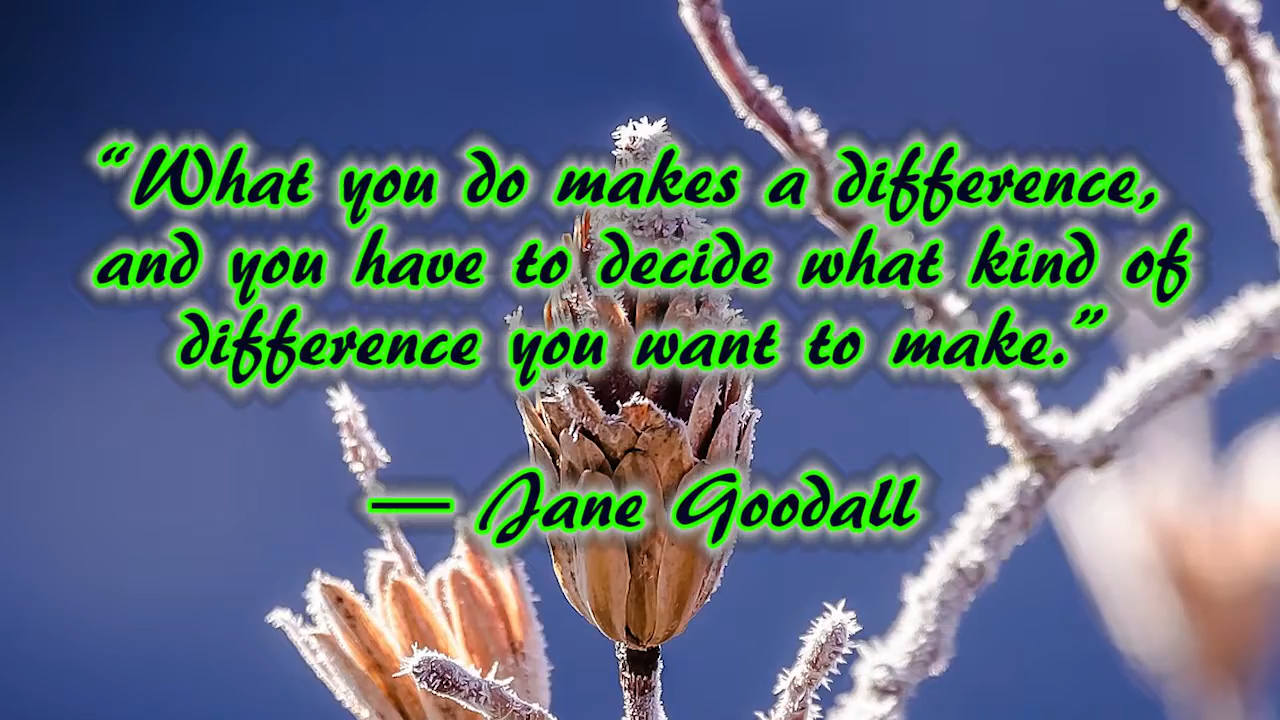 “What you do makes a difference,
and you have to decide what kind of
difference you want to make.”
— Jane Goodall